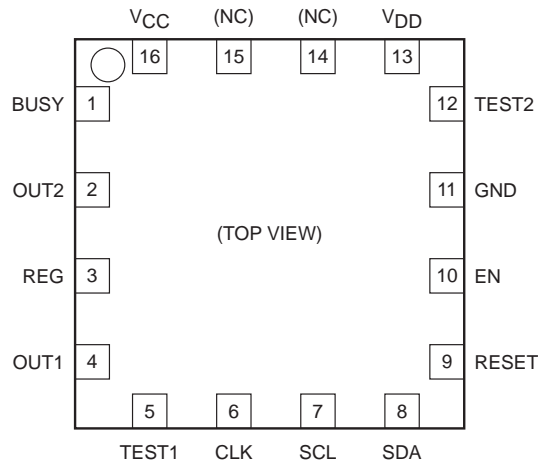 VCC (NC) (NC) VDD
16 15 14 13
BUSY 1 12 TEST2
OUT2 2 11 GND
(TOP VIEW)
REG 3 10 EN
OUT1 4 9 RESET
5 6 7 8
TEST1 CLK SCL SDA